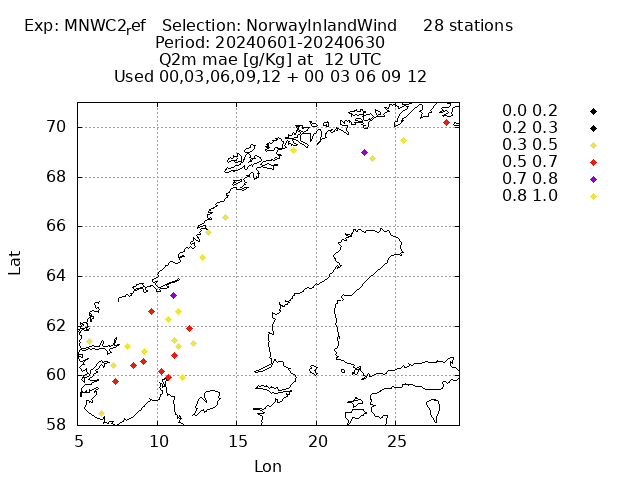 Exp: MNWC2ref   Selection: NorwayInlandWind     28 stations
Period: 20240601-20240630
Q2m mae [g/Kg] at  12 UTC
Used 00,03,06,09,12 + 00 03 06 09 12
0.0 0.2
0.2 0.3
0.3 0.5
0.5 0.7
0.7 0.8
0.8 1.0
70
68
66
64
62
60
58
Lat
5 10 15 20 25
Lon